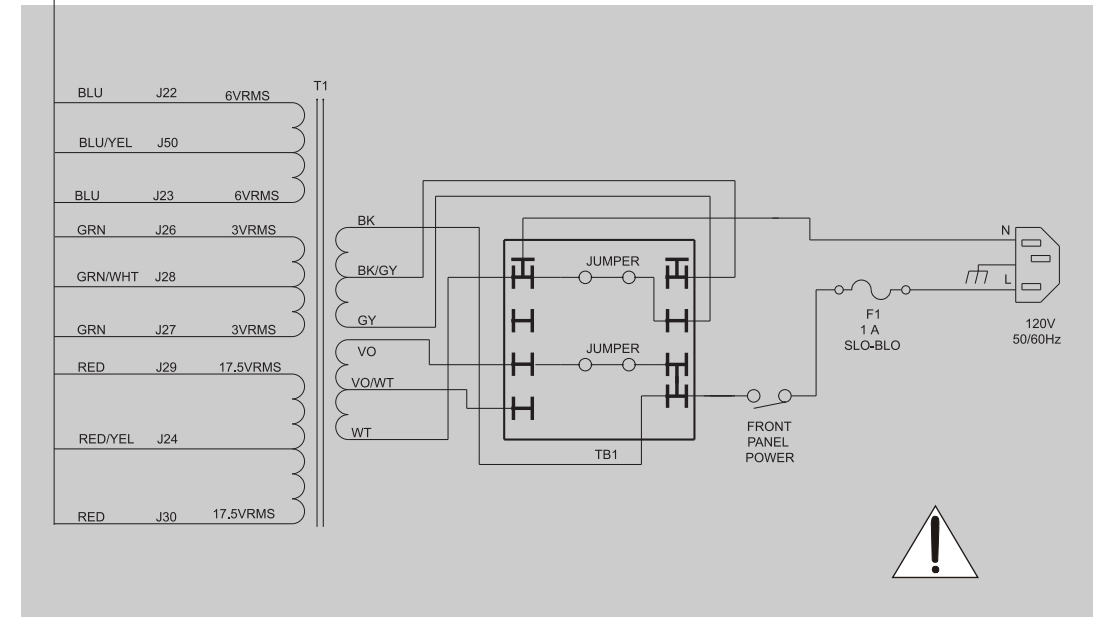 T1
BLU J22 6VRMS
BLU/YEL J50
BLU J23 6VRMS
GRN J26 3VRMS
GRN/WHT J28
GRN J27 3VRMS
RED J29 17.5VRMS
RED/YEL J24
RED J30 17.5VRMS
BK
BK/GY
GY
VO
VO/WT
WT
JUMPER
JUMPER
TB1
FRONT
PANEL
POWER
F1
1 A
SLO-BLO
N
L
120V
50/60Hz
!